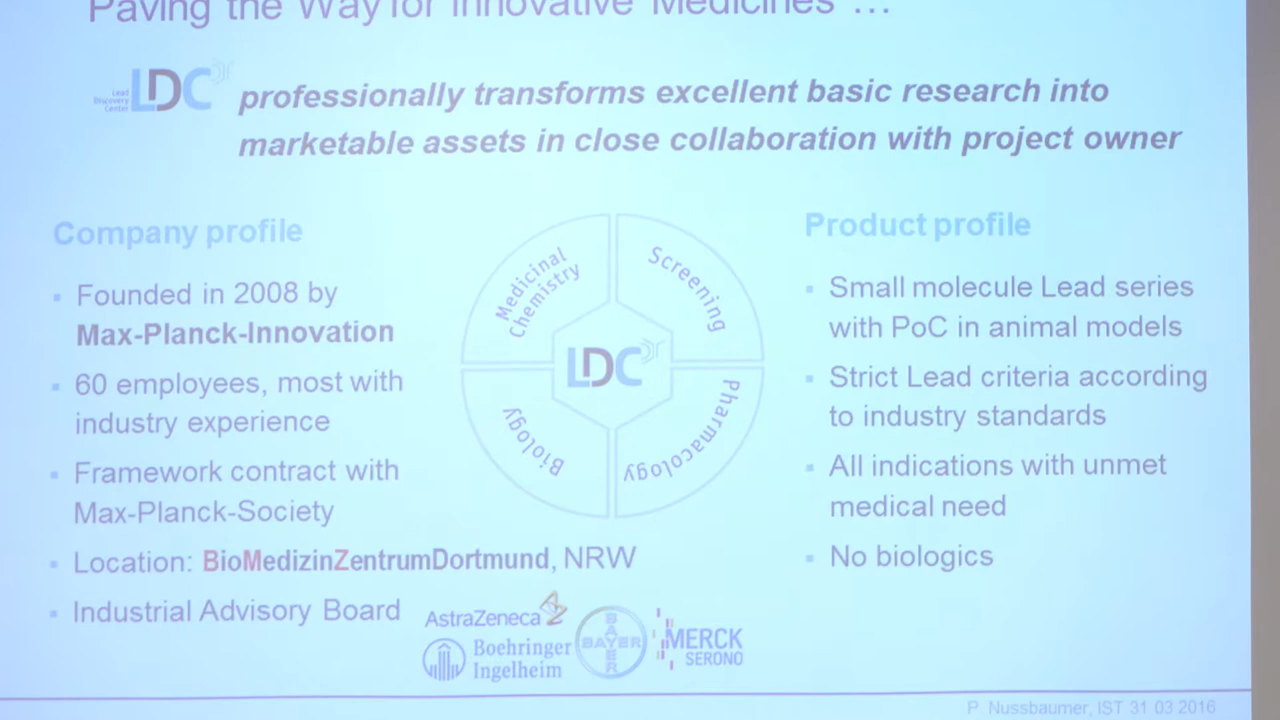 Paving the Way for Innovative Medicines ...
Lead
Discovery
Center
LDC
professionally transforms excellent basic research into
marketable assets in close collaboration with project owner
Company profile
▪ Founded in 2008 by
Max-Planck-Innovation
▪ 60 employees, most with
industry experience
▪ Framework contract with
Max-Planck-Society
▪ Location: BioMedizinZentrumDortmund, NRW
▪ Industrial Advisory Board
Medicinal
Chemistry
Screening
LDC
Biology
Pharmacology
Product profile
▪ Small molecule Lead series
with PoC in animal models
▪ Strict Lead criteria according
to industry standards
▪ All indications with unmet
medical need
▪ No biologics
AstraZeneca
Boehringer
Ingelheim
BAYER
BAYER
MERCK
SERONO
P. Nussbaumer, IST 31 03 2016